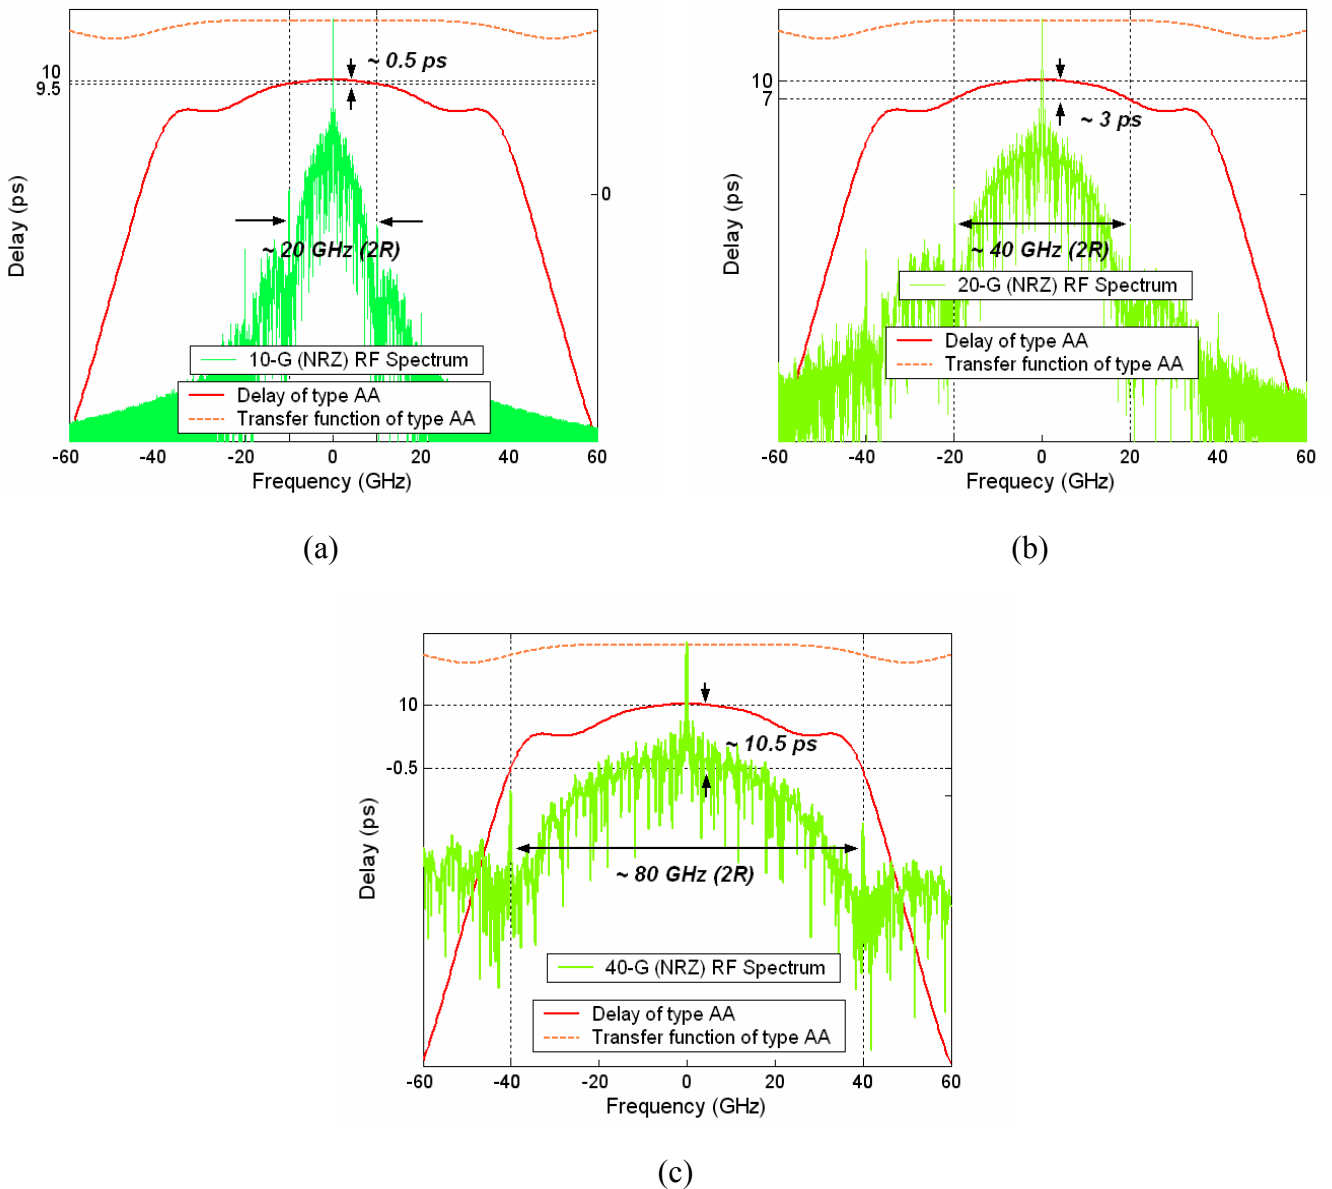 ~ 0.5 ps
10
9.5
Delay (ps)
0
~ 20 GHz (2R)
10-G (NRZ) RF Spectrum
Delay of type AA
Transfer function of type AA
-60 -40 -20 0 20 40 60
Frequency (GHz)
(a)
10
7
~ 3 ps
Delay (ps)
~ 40 GHz (2R)
20-G (NRZ) RF Spectrum
Delay of type AA
Transfer function of type AA
-60 -40 -20 0 20 40 60
Frequecy (GHz)
(b)
10
~ 10.5 ps
-0.5
Delay (ps)
~ 80 GHz (2R)
40-G (NRZ) RF Spectrum
Delay of type AA
Transfer function of type AA
-60 -40 -20 0 20 40 60
Frequency (GHz)
(c)